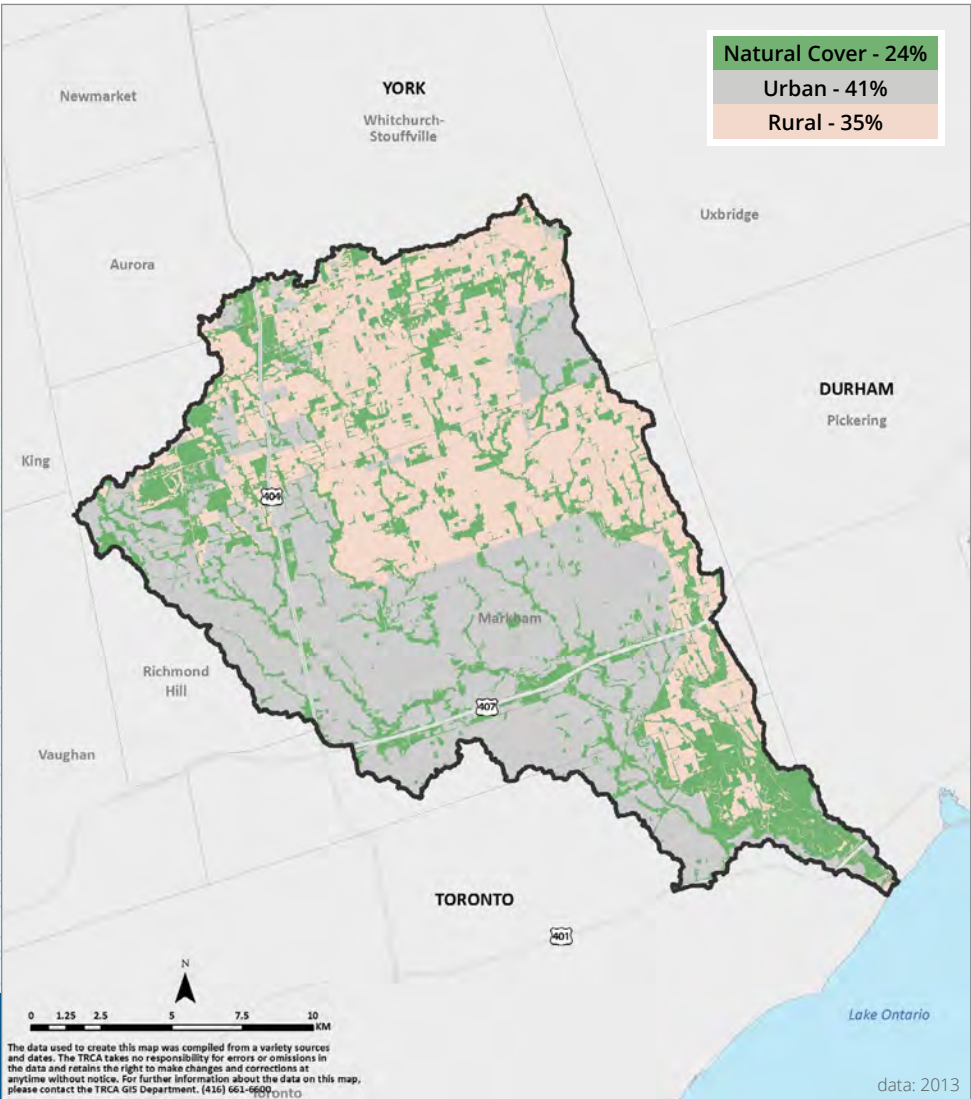 Natural Cover - 24%
Urban - 41%
Rural - 35%
YORK
Newmarket
Whitchurch-
Stouffville
Uxbridge
Aurora
DURHAM
Pickering
King
404
Markham
Richmond
Hill
407
Vaughan
TORONTO
401
N
0 1.25 2.5 5 7.5 10
KM
Lake Ontario
The data used to create this map was compiled from a variety sources
and dates. The TRCA takes no responsibility for errors or omissions in
the data and retains the right to make changes and corrections at
anytime without notice. For further information about the data on this map,
please contact the TRCA GIS Department. (416) 661-6600
Toronto
data: 2013